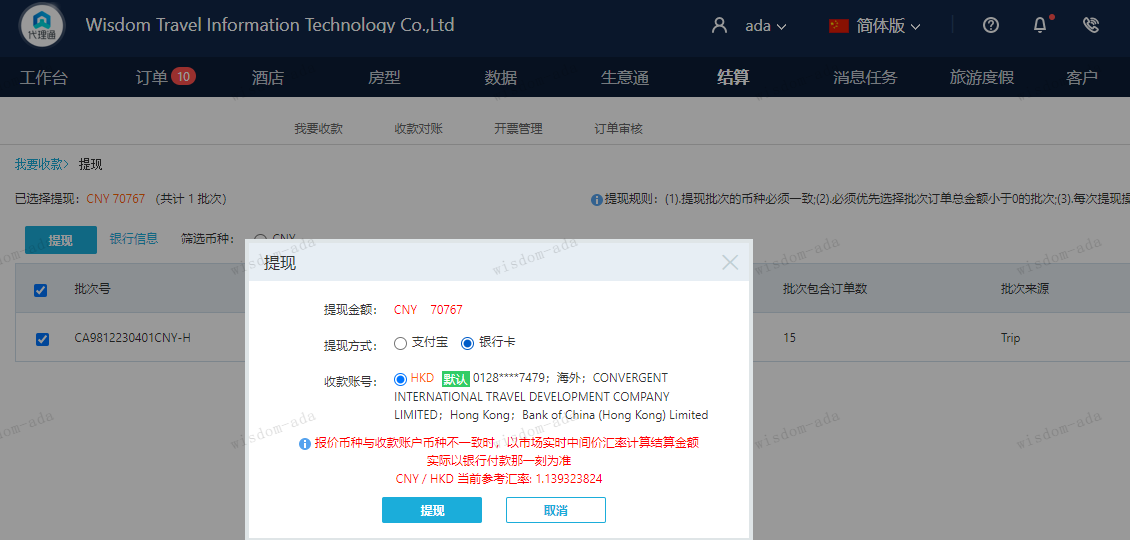 代理通
Wisdom Travel Information Technology Co.,Ltd
ada
简体版
工作台 订单 10 酒店 房型 数据 生意通 结算 消息任务 旅游度假 客户
我要收款 收款对账 开票管理 订单审核
我要收款> 提现
已选择提现：CNY 70767 (共计 1 批次)
提现规则：(1).提现批次的币种必须一致;(2).必须优先选择批次订单总金额小于0的批次;(3).每次提现
提现 银行信息 筛选币种： CNY
批次号 批次包含订单数 批次来源
CA9812230401CNY-H 15 Trip
提现
提现金额： CNY 70767
提现方式： 支付宝 银行卡
收款账号： HKD 默认 0128****7479；海外；CONVERGENT
INTERNATIONAL TRAVEL DEVELOPMENT COMPANY
LIMITED；Hong Kong；Bank of China (Hong Kong) Limited
报价币种与收款账户币种不一致时，以市场实时中间价汇率计算结算金额
实际以银行付款那一刻为准
CNY / HKD 当前参考汇率: 1.139323824
提现 取消
wisdom-ada
wisdom-ada
wisdom-ada
wisdom-ada
wisdom-ada
wisdom-ada